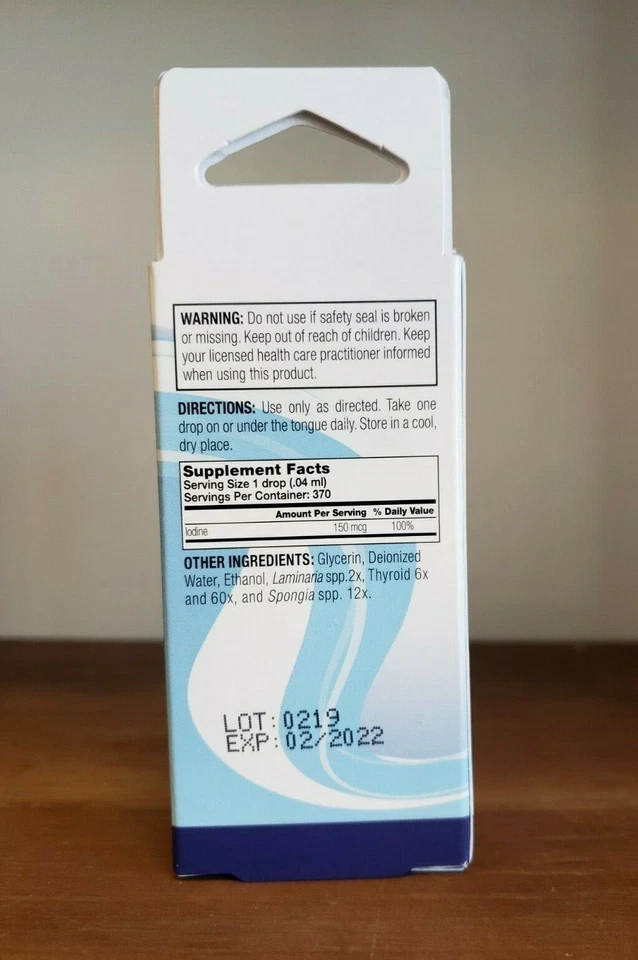 WARNING: Do not use if safety seal is broken
or missing. Keep out of reach of children. Keep
your licensed health care practitioner informed
when using this product.
DIRECTIONS: Use only as directed. Take one
drop on or under the tongue daily. Store in a cool,
dry place.
Supplement Facts
Serving Size 1 drop (.04 ml)
Servings Per Container: 370
Amount Per Serving % Daily Value
Iodine 150 mcg 100%
OTHER INGREDIENTS: Glycerin, Deionized
Water, Ethanol, Laminaria spp.2x, Thyroid 6x
and 60x, and Spongia spp. 12x.
LOT:0219
EXP:02/2022